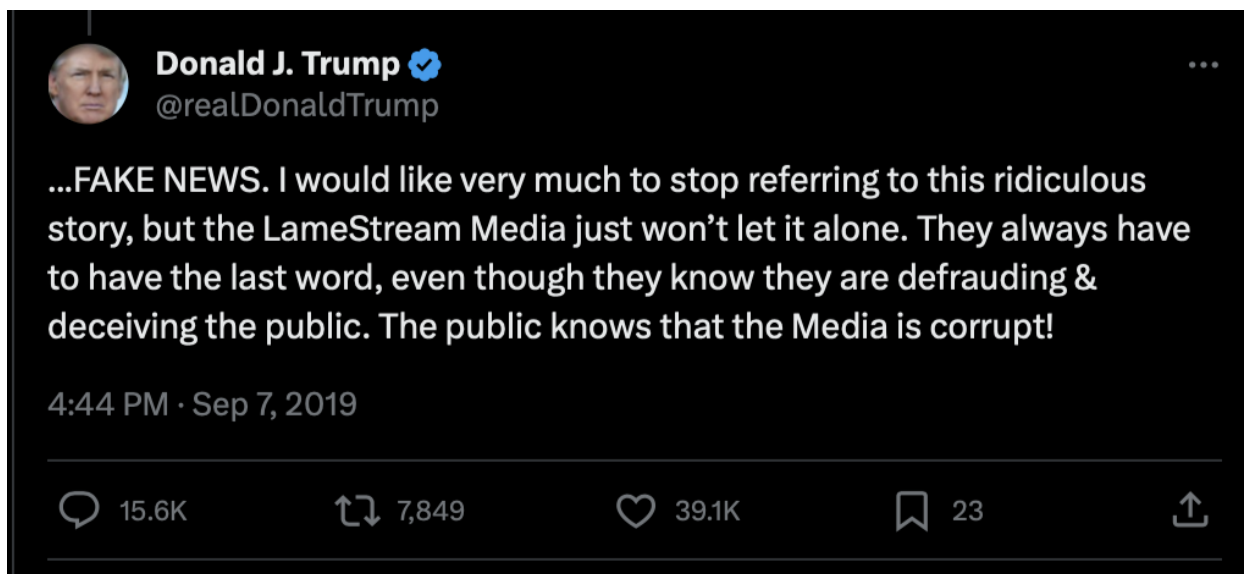 Donald J. Trump
@realDonaldTrump
...FAKE NEWS. I would like very much to stop referring to this ridiculous
story, but the LameStream Media just won’t let it alone. They always have
to have the last word, even though they know they are defrauding &
deceiving the public. The public knows that the Media is corrupt!
4:44 PM · Sep 7, 2019
15.6K 7,849 39.1K 23